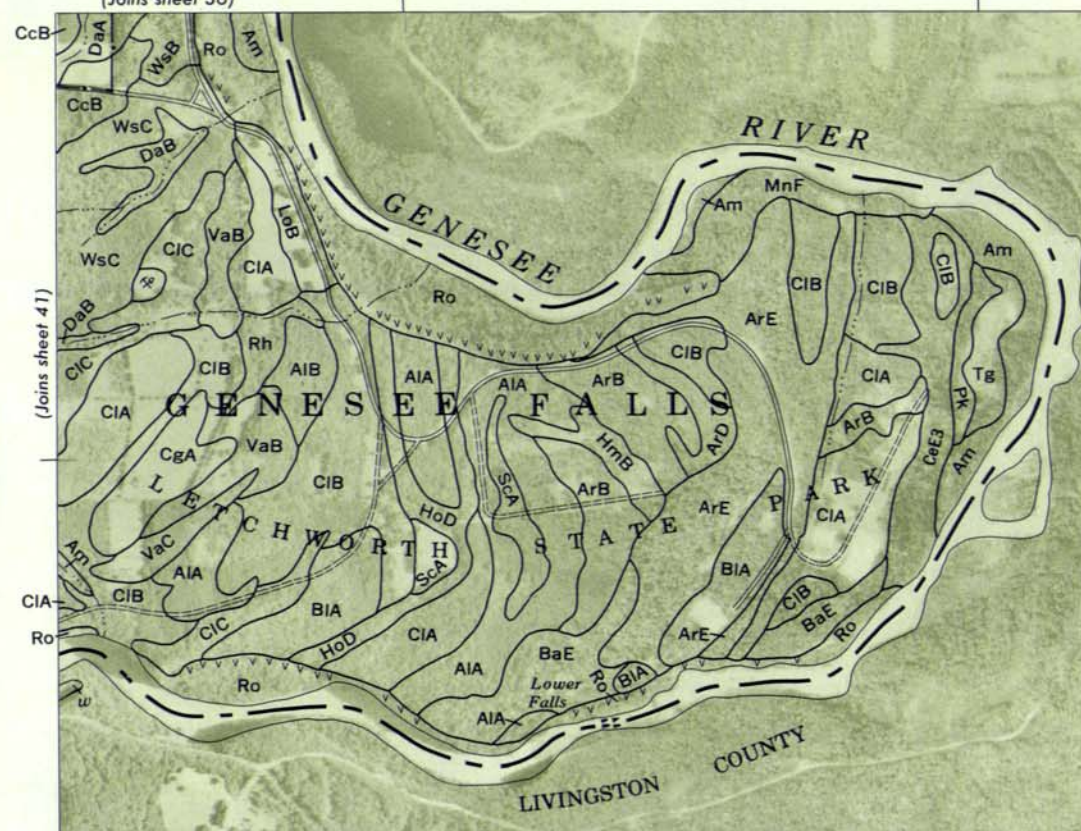 (Joins sheet 36)
CcB
DaA
WsB
Ro
Am
CcB
WsC
DaB
RIVER
MnF
Am
GENESEE
LoB
VaB
ClC
ClA
WsC
Am
ClB
ClB
ClB
Ro
ArE
DaB
(Joins sheet 41)
Rh
ClC
ClB
AlB
AlA
AlA
ArB
ClB
ClA
Tg
Pk
ClA
GENESEE FALLS
ArB
ArD
CeE3
VaB
HmB
CgA
Am
ClB
ScA
ArB
LETCHWORTH STATE PARK
ArE
ClA
HoD
VaC
ScA
Am
AlA
BlA
ClB
ClA
ClB
BlA
BaE
ClC
ClA
ArE
Ro
Ro
HoD
BaE
AlA
Ro
BlA
Ro
Lower
Falls
w
AlA
LIVINGSTON COUNTY